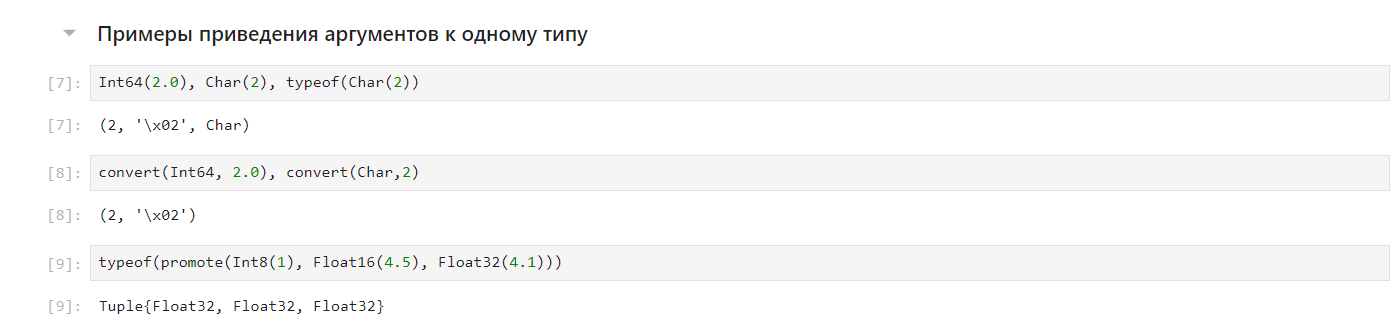 Примеры приведения аргументов к одному типу
[7]: Int64(2.0), Char(2), typeof(Char(2))
[7]: (2, '\x02', Char)
[8]: convert(Int64, 2.0), convert(Char,2)
[8]: (2, '\x02')
[9]: typeof(promote(Int8(1), Float16(4.5), Float32(4.1)))
[9]: Tuple{Float32, Float32, Float32}